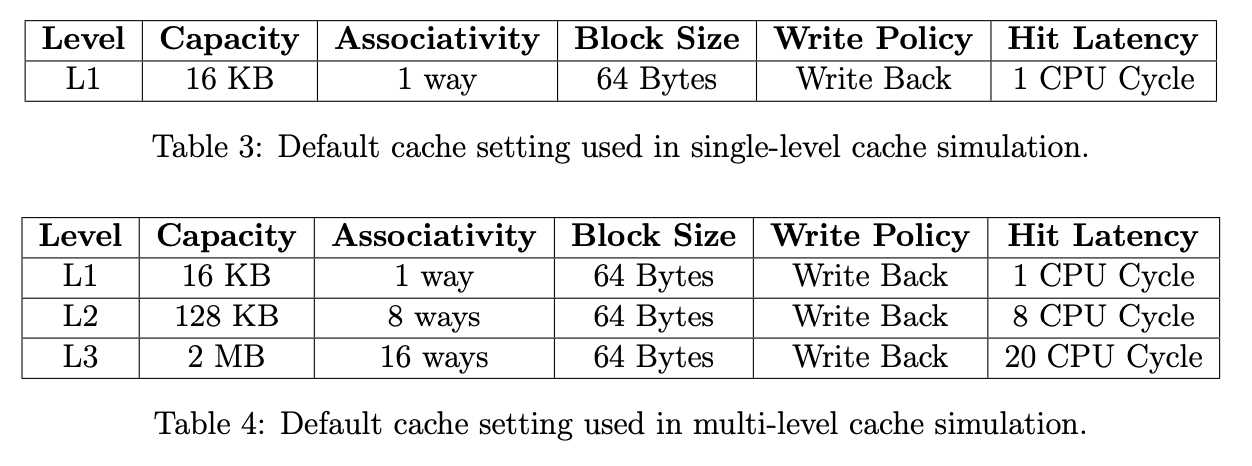 Level Capacity Associativity Block Size Write Policy Hit Latency
L1 16 KB 1 way 64 Bytes Write Back 1 CPU Cycle
Table 3: Default cache setting used in single-level cache simulation.
Level Capacity Associativity Block Size Write Policy Hit Latency
L1 16 KB 1 way 64 Bytes Write Back 1 CPU Cycle
L2 128 KB 8 ways 64 Bytes Write Back 8 CPU Cycle
L3 2 MB 16 ways 64 Bytes Write Back 20 CPU Cycle
Table 4: Default cache setting used in multi-level cache simulation.